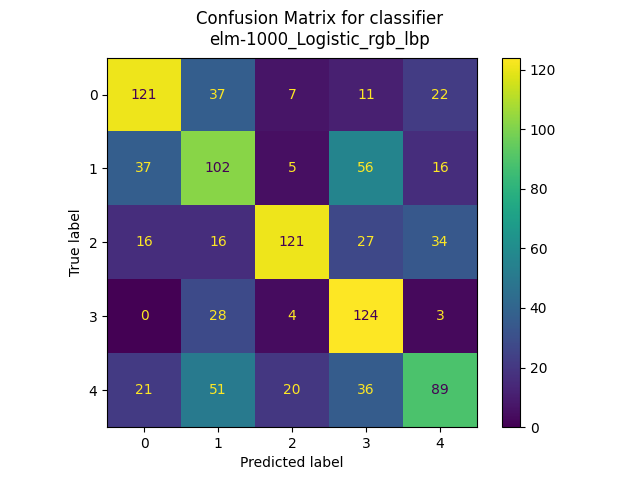 Confusion Matrix for classifier
elm-1000_Logistic_rgb_lbp
0 121 37 7 11 22
1 37 102 5 56 16
2 16 16 121 27 34
3 0 28 4 124 3
4 21 51 20 36 89
0 1 2 3 4
True label
Predicted label
120
100
80
60
40
20
0